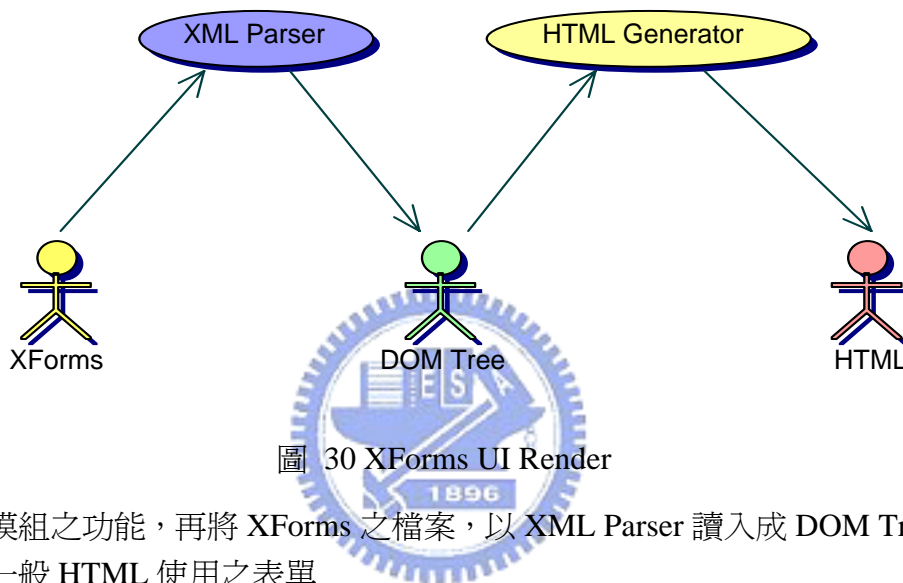 XML Parser HTML Generator
XForms DOM Tree HTML
ES A
圖 30 XForms UI Render
1896
模組之功能，再將 XForms 之檔案，以 XML Parser 讀入成 DOM Tr
一般 HTML 使用之表單